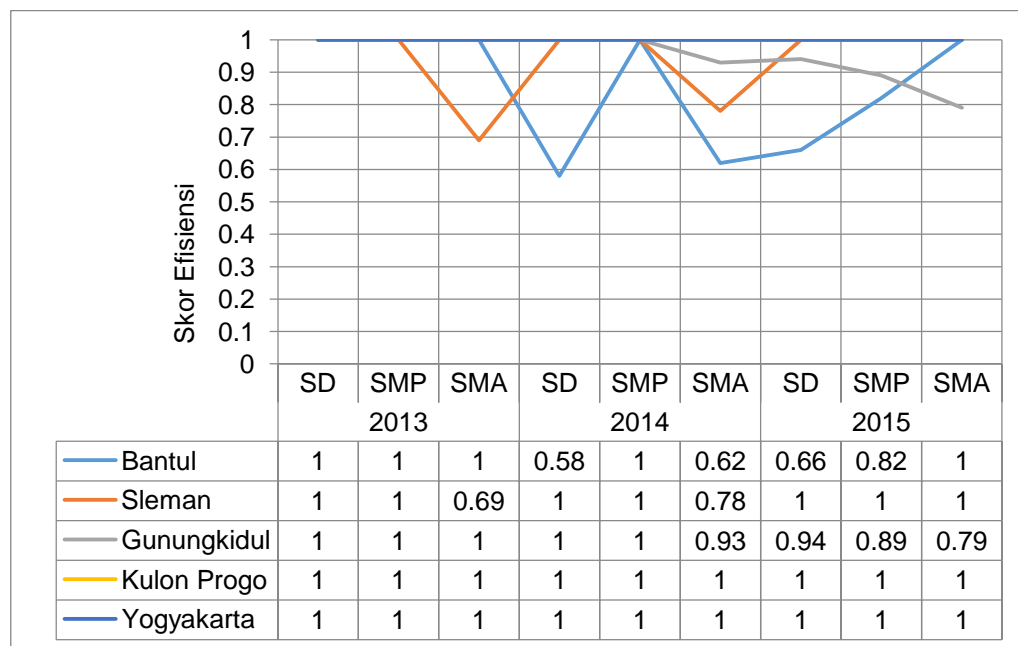 1
0.9
0.8
0.7
0.6
0.5
0.4
0.3
0.2
0.1
0
Skor Efisiensi
SD SMP SMA SD SMP SMA SD SMP SMA
2013 2014 2015
Bantul 1 1 1 0.58 1 0.62 0.66 0.82 1
Sleman 1 1 0.69 1 1 0.78 1 1 1
Gunungkidul 1 1 1 1 1 0.93 0.94 0.89 0.79
Kulon Progo 1 1 1 1 1 1 1 1 1
Yogyakarta 1 1 1 1 1 1 1 1 1